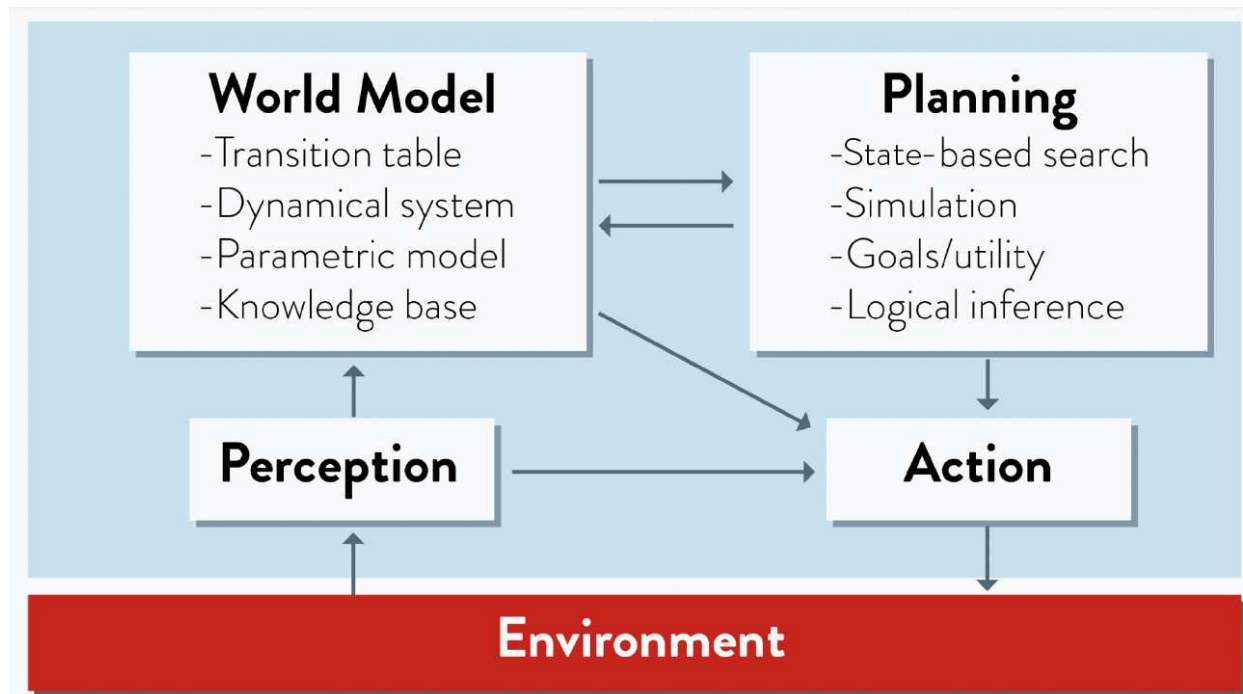 World Model
-Transition table
-Dynamical system
-Parametric model
-Knowledge base
Planning
-State-based search
-Simulation
-Goals/utility
-Logical inference
Perception
Action
Environment